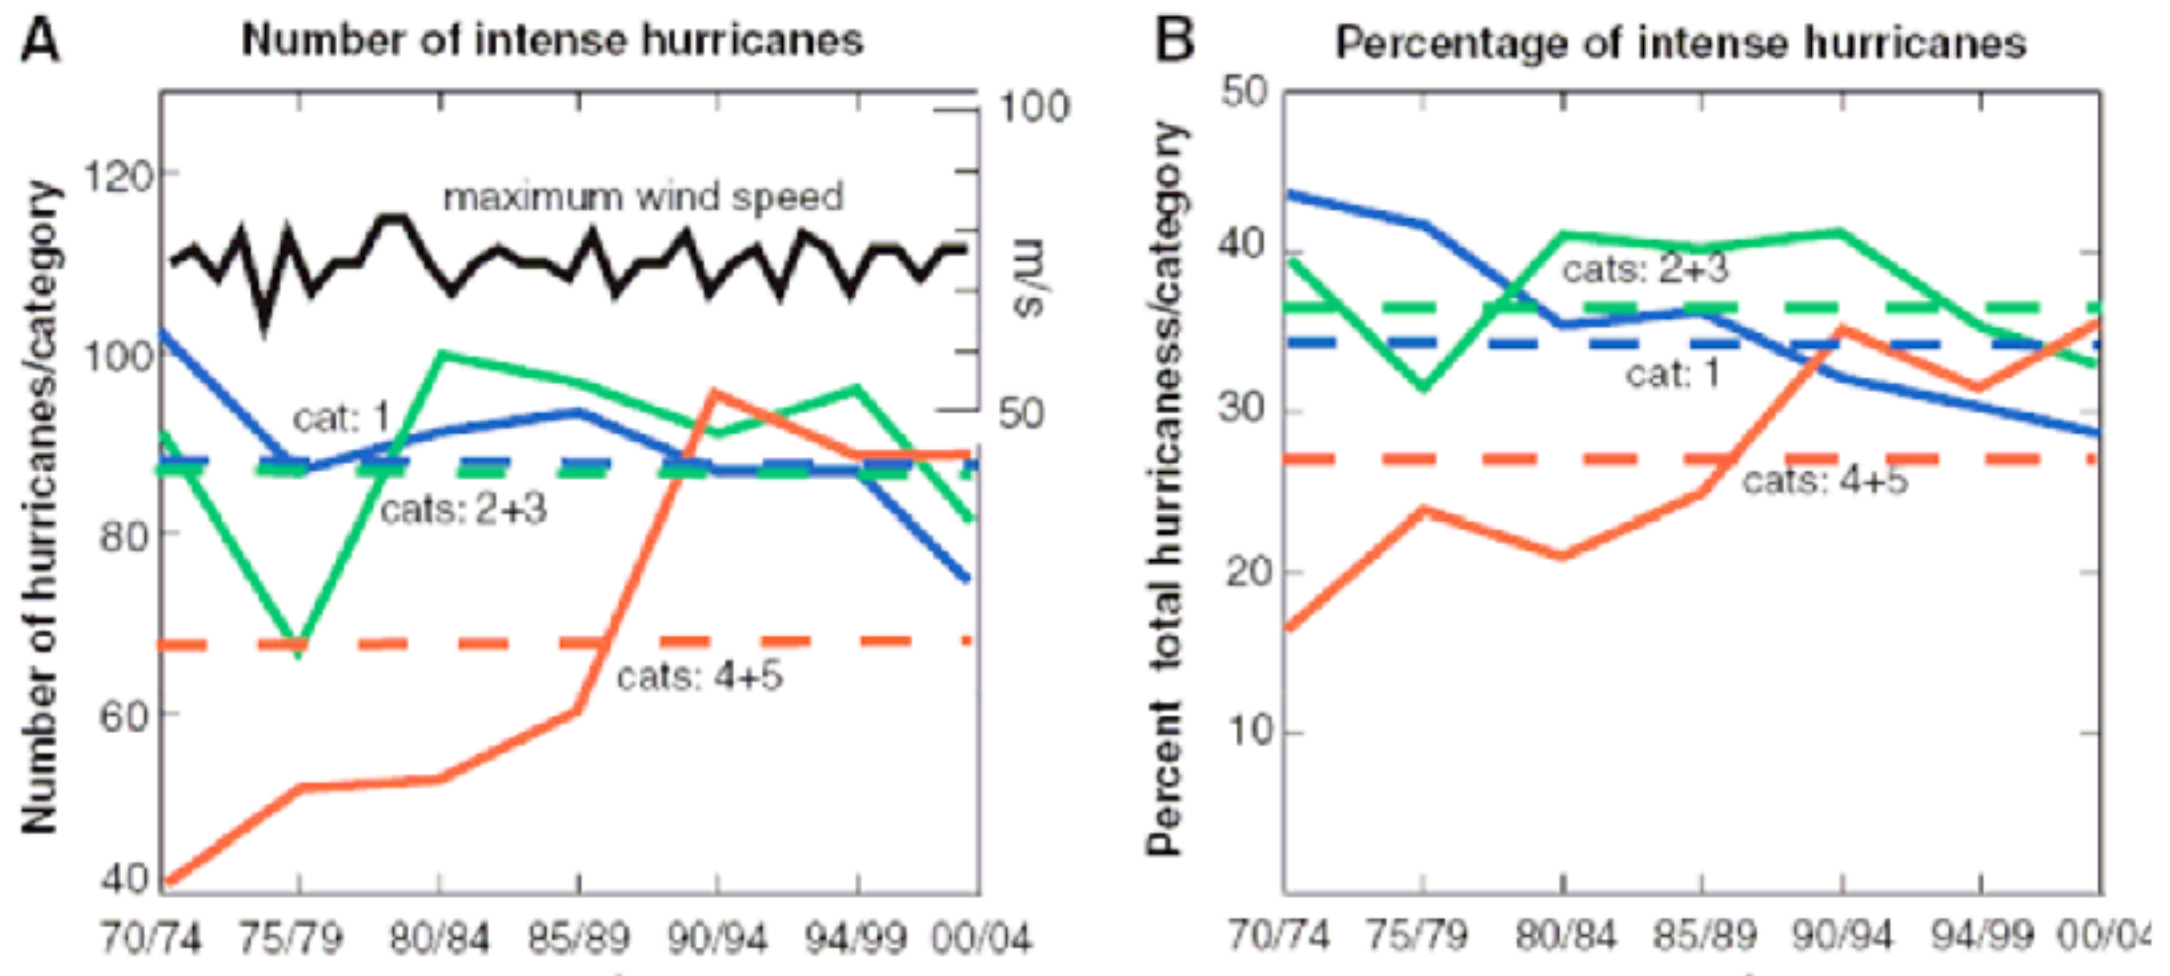 A Number of intense hurricanes
Number of hurricanes/category
120
100
80
60
40
100
50
m/s
maximum wind speed
cat: 1
cats: 2+3
cats: 4+5
70/74 75/79 80/84 85/89 90/94 94/99 00/04
B Percentage of intense hurricanes
Percent total hurricaness/category
50
40
30
20
10
cats: 2+3
cat: 1
cats: 4+5
70/74 75/79 80/84 85/89 90/94 94/99 00/04